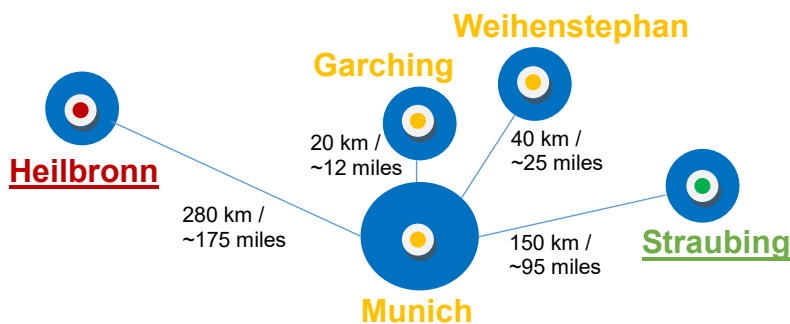 Weihenstephan
Garching
20 km /
~12 miles
40 km /
~25 miles
Heilbronn
280 km /
~175 miles
150 km /
~95 miles
Straubing
Munich